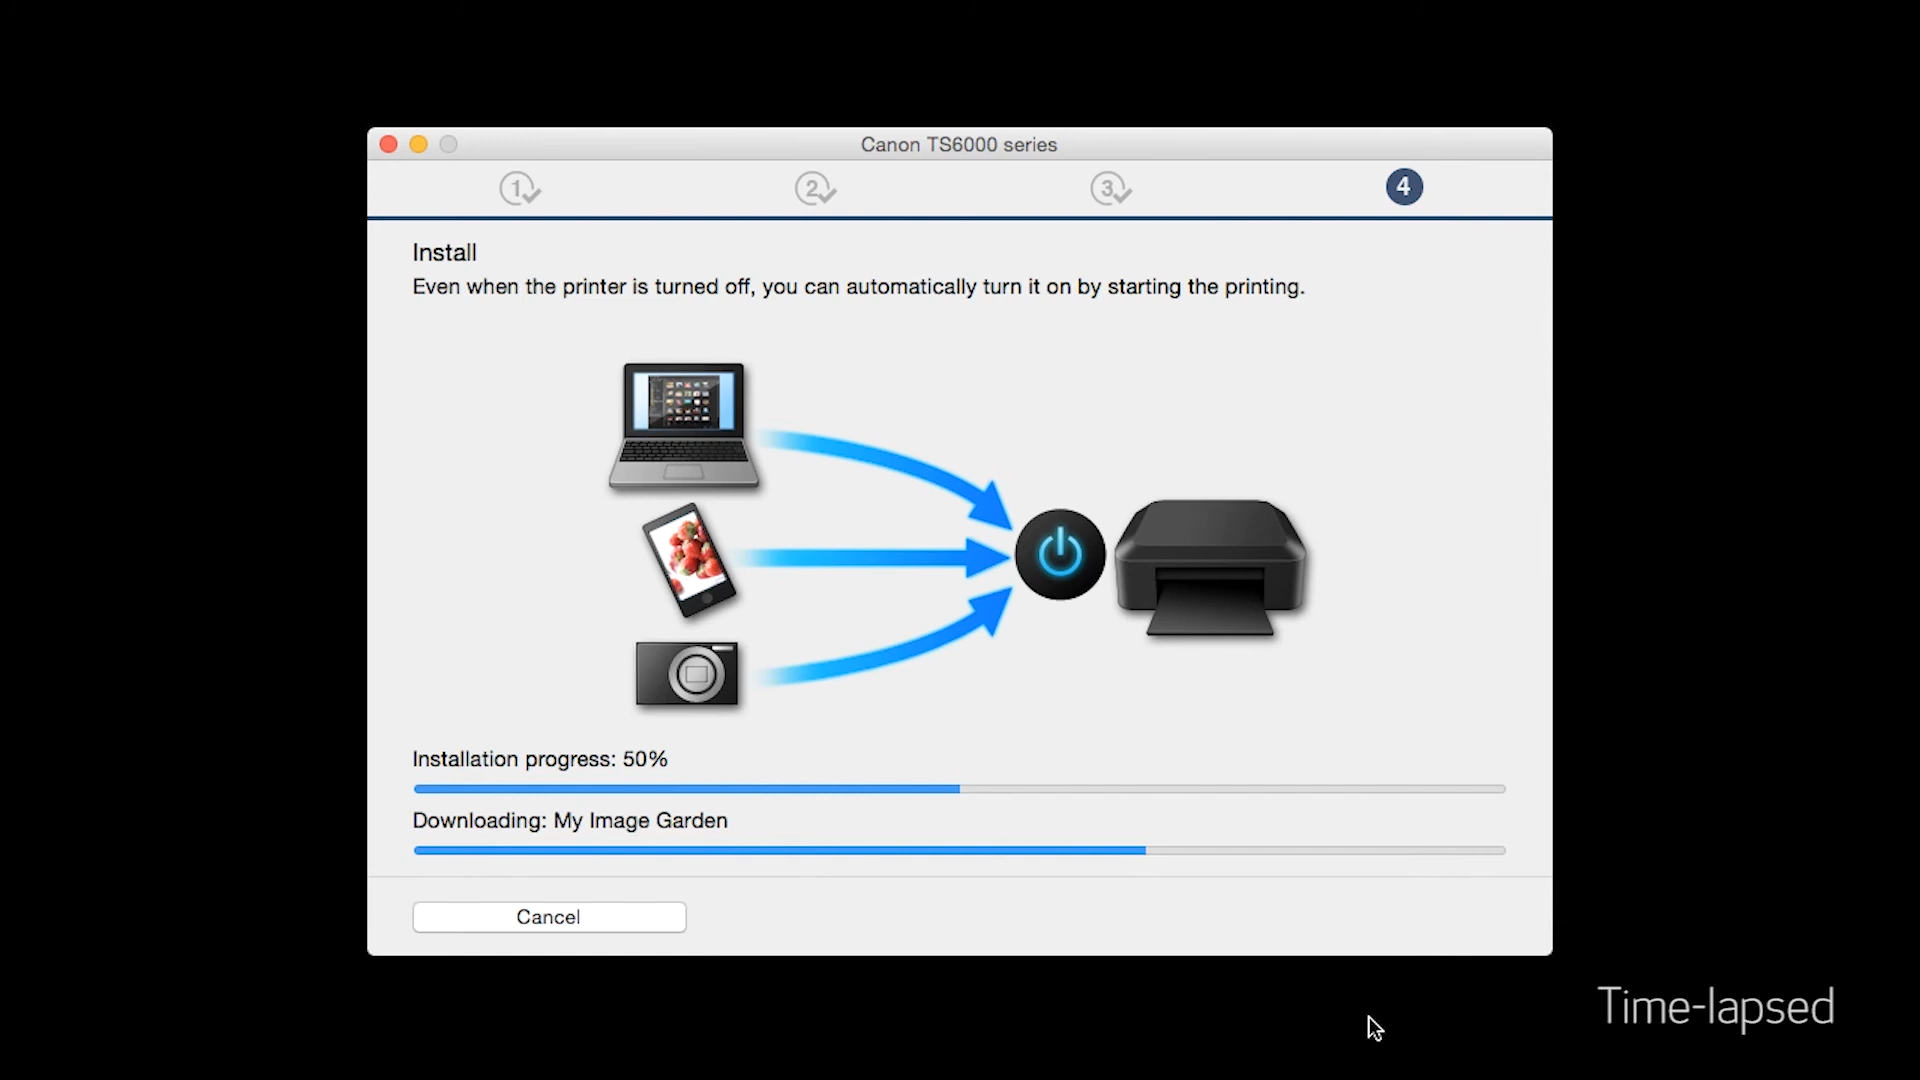 Canon TS6000 series
1 2 3 4
Install
Even when the printer is turned off, you can automatically turn it on by starting the printing.
Installation progress: 50%
Downloading: My Image Garden
Cancel
Time-lapsed